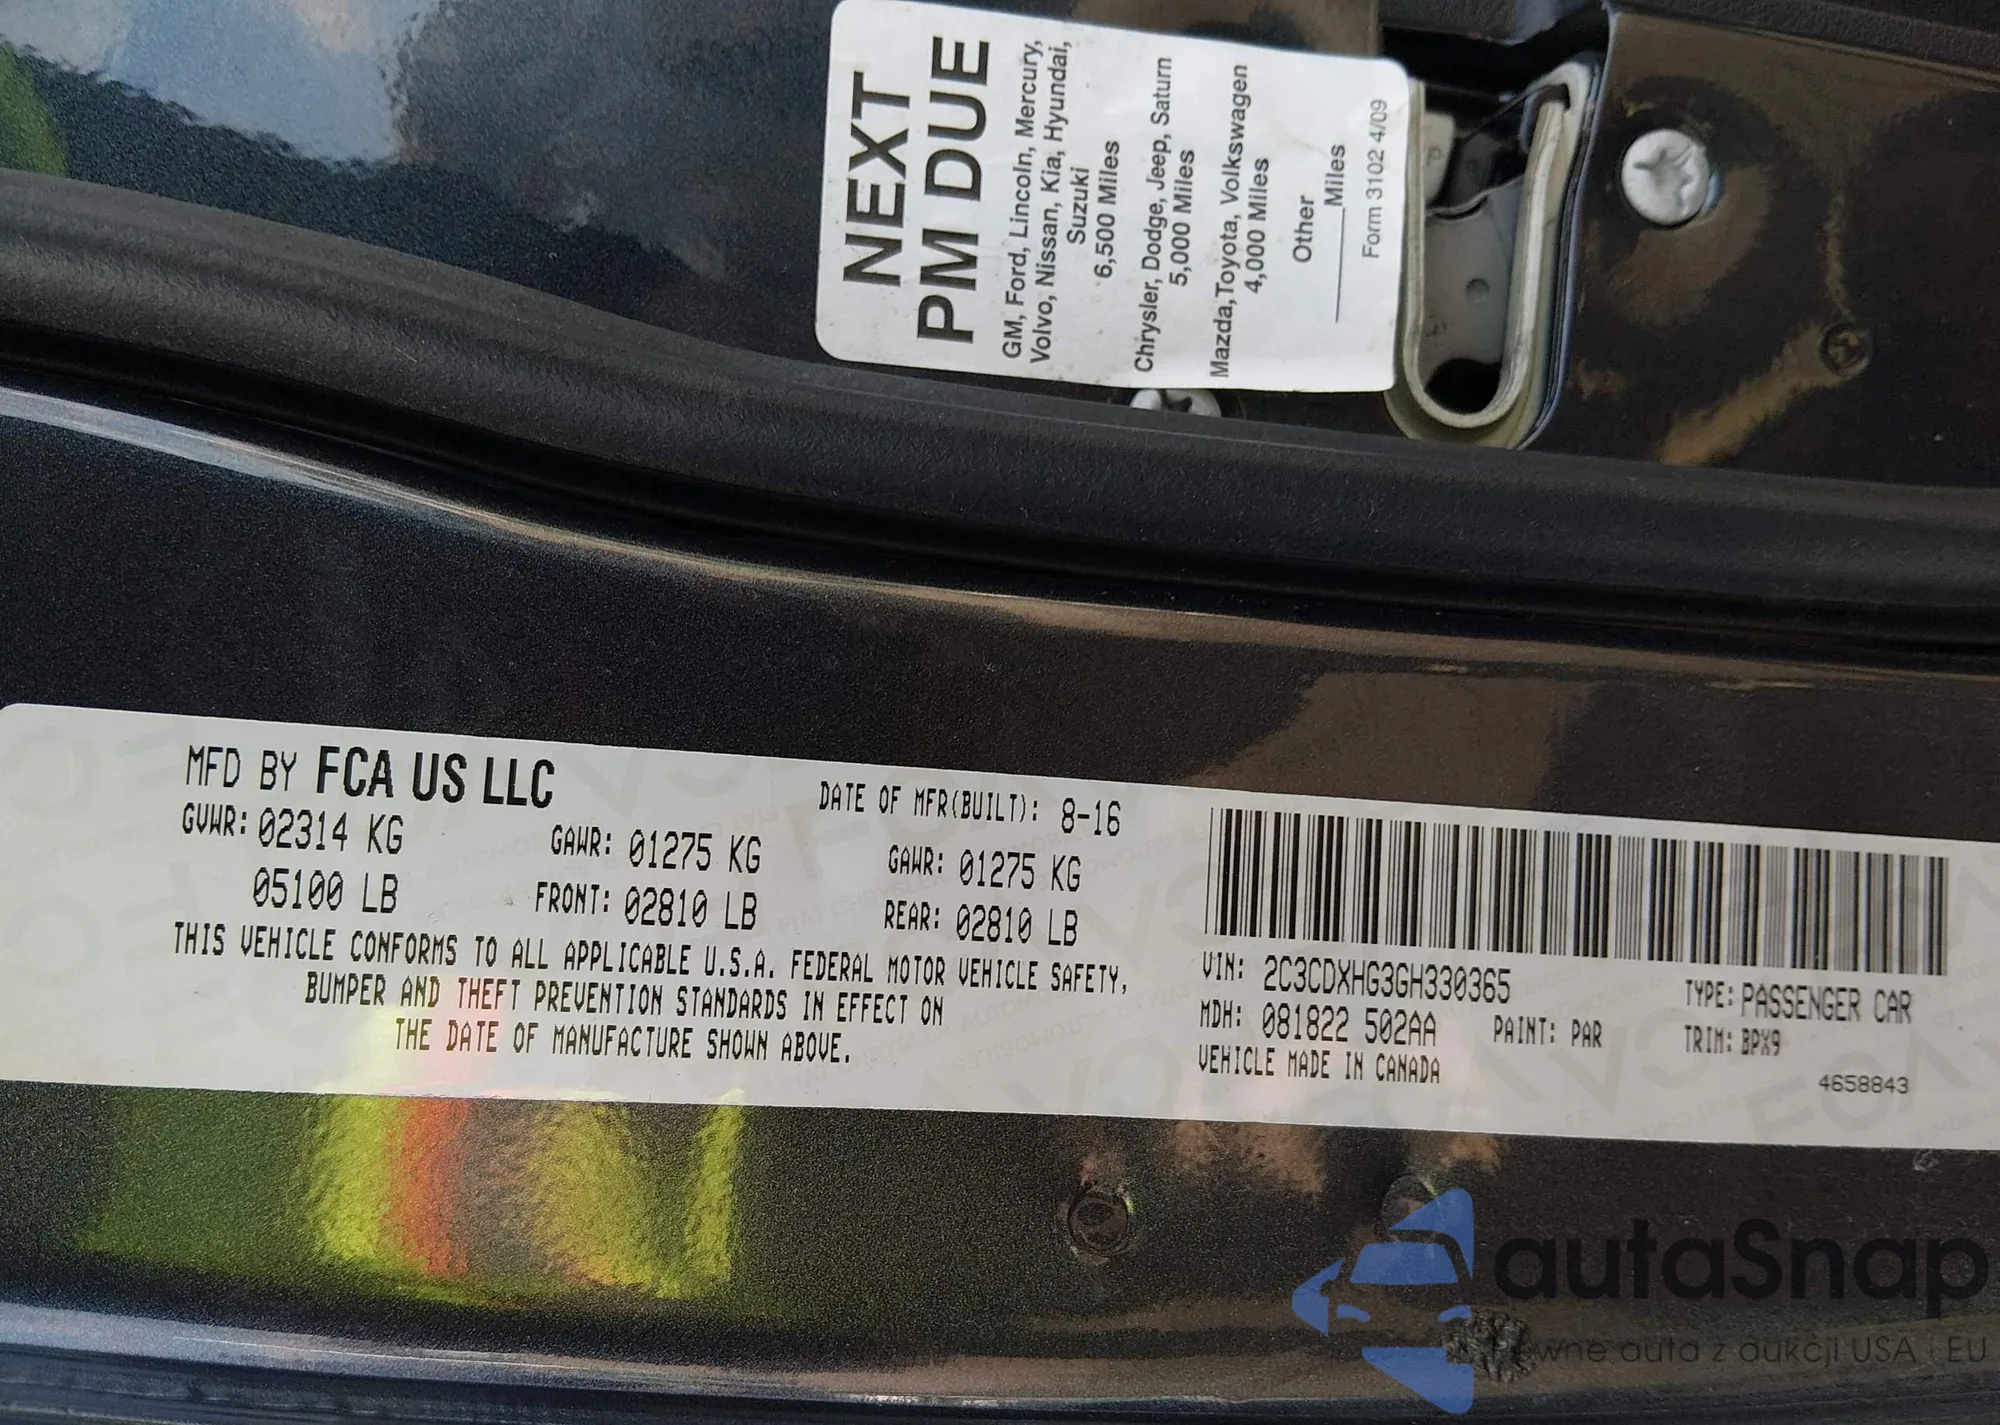 NEXT
PM DUE
GM, Ford, Lincoln, Mercury,
Volvo, Nissan, Kia, Hyundai,
Suzuki
6,500 Miles
Chrysler, Dodge, Jeep, Saturn
5,000 Miles
Mazda,Toyota, Volkswagen
4,000 Miles
Other
Miles
Form 3102 4/09
MFD BY FCA US LLC
DATE OF MFR(BUILT): 8-16
GVWR: 02314 KG
GAWR: 01275 KG
GAWR: 01275 KG
05100 LB
FRONT: 02810 LB
REAR: 02810 LB
THIS VEHICLE CONFORMS TO ALL APPLICABLE U.S.A. FEDERAL MOTOR VEHICLE SAFETY,
BUMPER AND THEFT PREVENTION STANDARDS IN EFFECT ON
THE DATE OF MANUFACTURE SHOWN ABOVE.
VIN: 2C3CDXHG3GH330365
TYPE: PASSENGER CAR
MDH: 081822 502AA
PAINT: PAR
TRIM: BPX9
VEHICLE MADE IN CANADA
4658843
autaSnap
auta z aukcji USA i EU